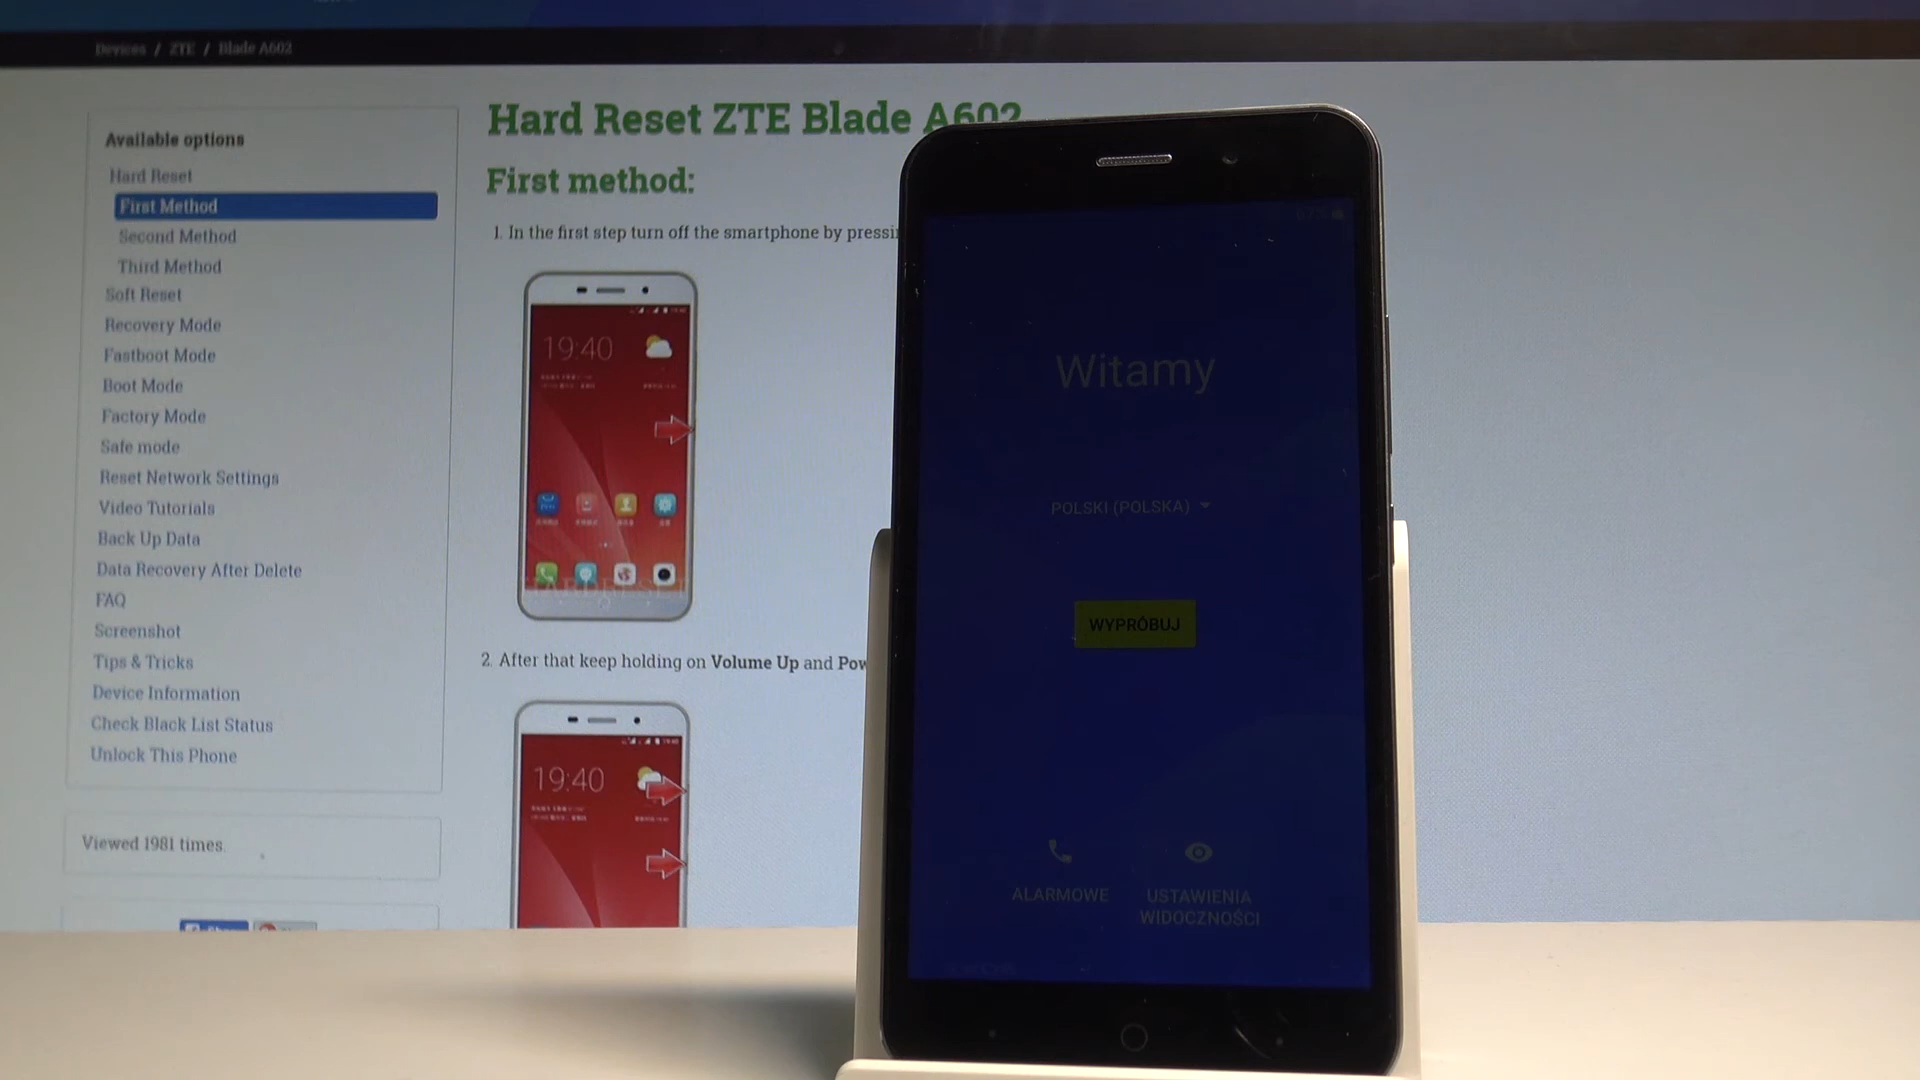 Devices / ZTE / Blade A602
Available options
Hard Reset
First Method
Second Method
Third Method
Soft Reset
Recovery Mode
Fastboot Mode
Boot Mode
Factory Mode
Safe mode
Reset Network Settings
Video Tutorials
Back Up Data
Data Recovery After Delete
FAQ
Screenshot
Tips & Tricks
Device Information
Check Black List Status
Unlock This Phone
Viewed 1981 times.
Hard Reset ZTE Blade A602
First method:
1. In the first step turn off the smartphone by pressi
19:40
HARDRESET
2. After that keep holding on Volume Up and Pow
19:40
Witamy
POLSKI (POLSKA)
WYPRÓBUJ
ALARMOWE
USTAWIENIA
WIDOCZNOŚCI